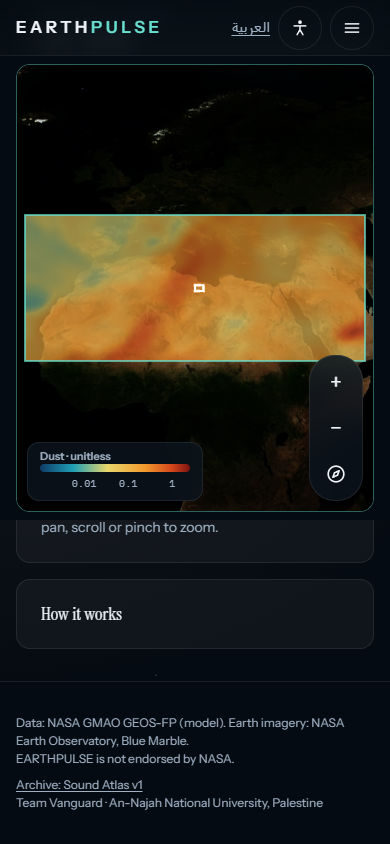 EARTHPULSE
العربية
Dust·unitless
0.01 0.1 1
pan, scroll or pinch to zoom.
How it works
Data: NASA GMAO GEOS-FP (model). Earth imagery: NASA
Earth Observatory, Blue Marble.
EARTHPULSE is not endorsed by NASA.
Archive: Sound Atlas v1
Team Vanguard · An-Najah National University, Palestine